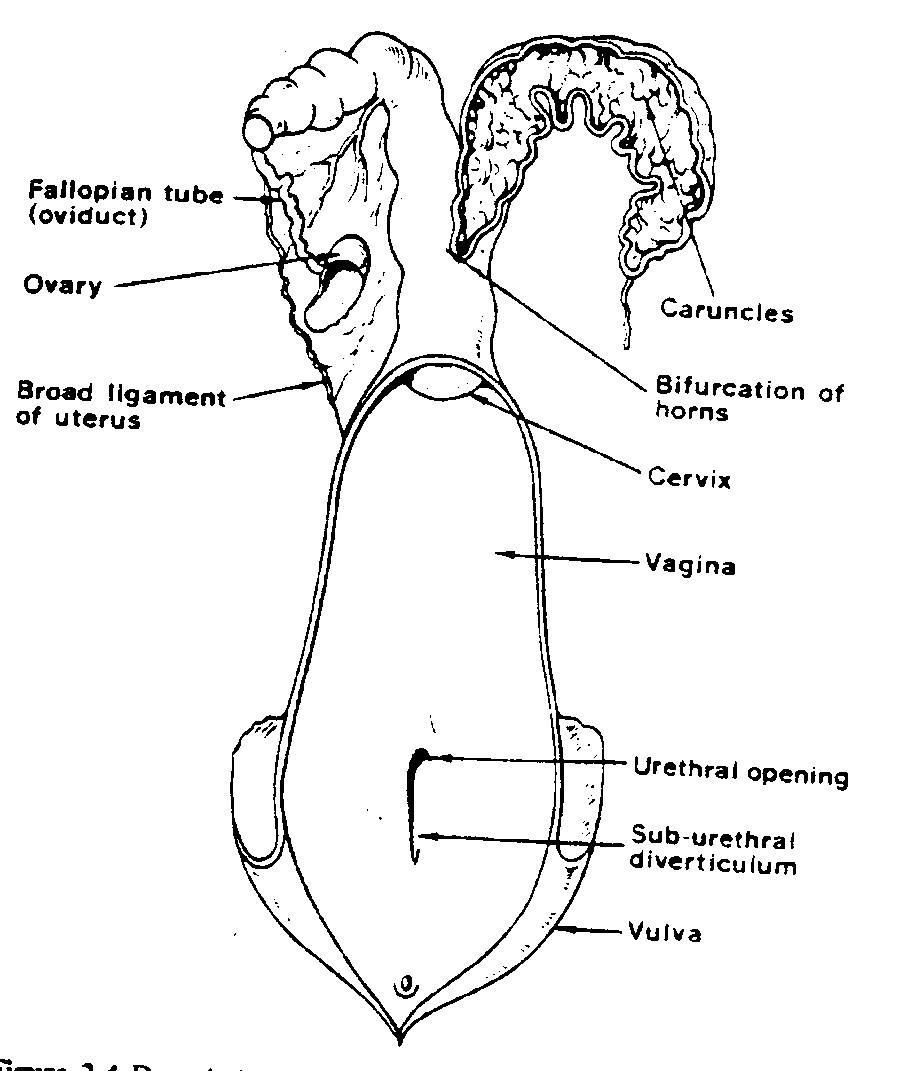 Fallopian tube
(oviduct)
Ovary
Caruncles
Broad ligament
of uterus
Bifurcation of
horns
Cervix
Vagina
Urethral opening
Sub-urethral
diverticulum
Vulva